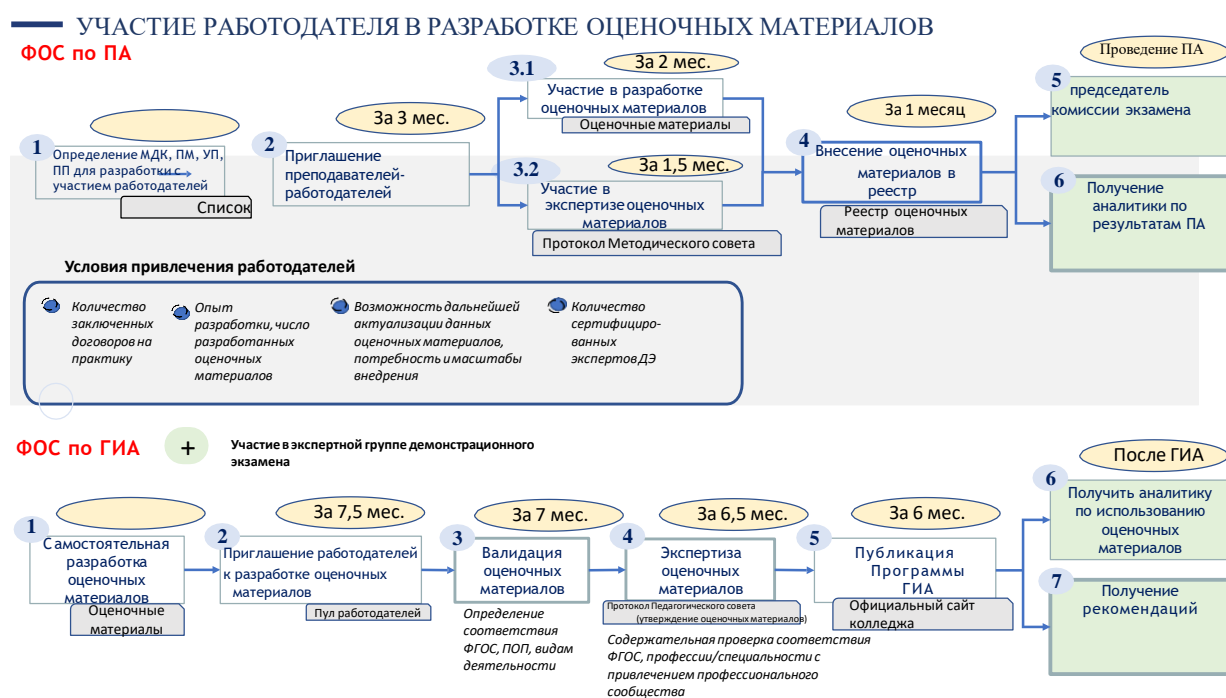 УЧАСТИЕ РАБОТОДАТЕЛЯ В РАЗРАБОТКЕ ОЦЕНОЧНЫХ МАТЕРИАЛОВ
ФОС по ПА
1
Определение МДК, ПМ, УП,
ПП для разработки с
участием работодателей
Список
За 3 мес.
2
Приглашение
преподавателей-
работодателей
За 2 мес.
3.1
Участие в разработке
оценочных материалов
Оценочные материалы
За 1,5 мес.
3.2
Участие в
экспертизе оценочных
материалов
Протокол Методического совета
За 1 месяц
4
Внесение оценочных
материалов в
реестр
Реестр оценочных
материалов
Проведение ПА
5
председатель
комиссии экзамена
6
Получение
аналитики по
результатам ПА
Условия привлечения работодателей
Количество
заключенных
договоров на
практику
Опыт
разработки, число
разработанных
оценочных
материалов
Возможность дальнейшей
актуализации данных
оценочных материалов,
потребность и масштабы
внедрения
Количество
сертифициро-
ванных
экспертов ДЭ
ФОС по ГИА
+
Участие в экспертной группе демонстрационного
экзамена
1
Самостоятельная
разработка
оценочных
материалов
Оценочные
материалы
За 7,5 мес.
2
Приглашение работодателей
к разработке оценочных
материалов
Пул работодателей
За 7 мес.
3
Валидация
оценочных
материалов
Определение
соответствия
ФГОС, ПОП, видам
деятельности
За 6,5 мес.
4
Экспертиза
оценочных
материалов
Протокол Педагогического совета
(утверждение оценочных материалов)
Содержательная проверка соответствия
ФГОС, профессии/специальности с
привлечением профессионального
сообщества
За 6 мес.
5
Публикация
Программы
ГИА
Официальный сайт
колледжа
После ГИА
6
Получить аналитику
по использованию
оценочных
материалов
7
Получение
рекомендаций